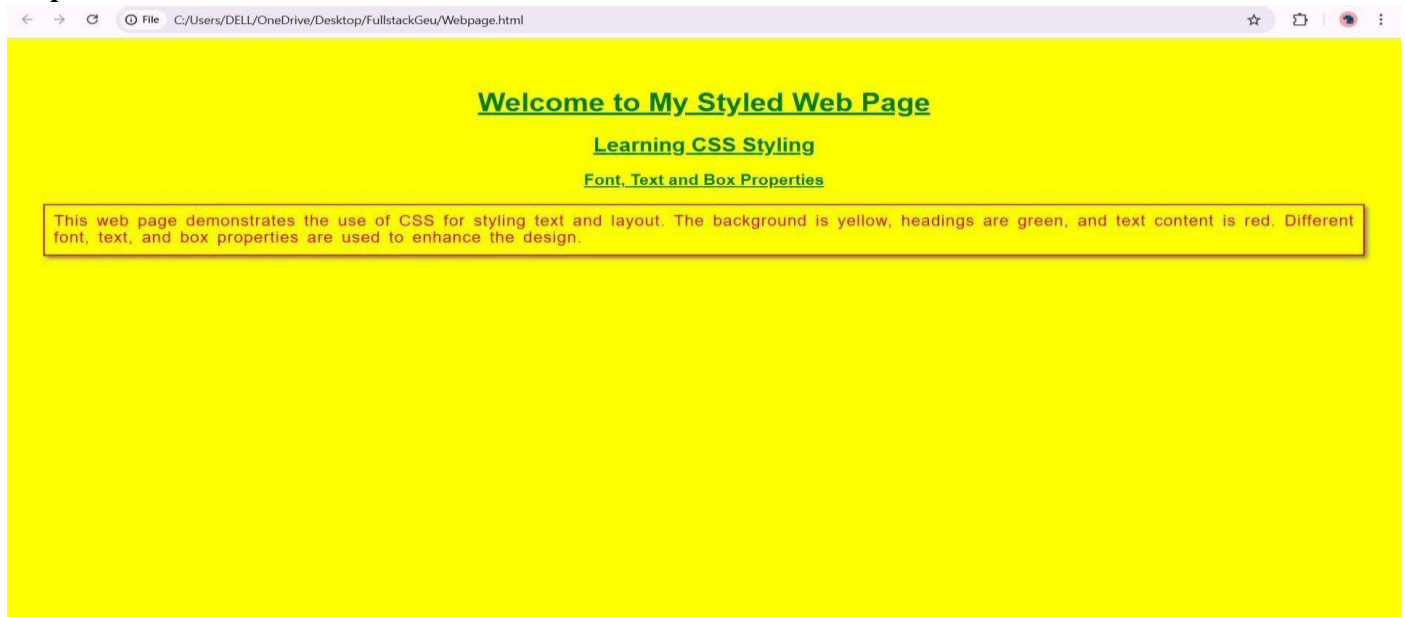 File C:/Users/DELL/OneDrive/Desktop/FullstackGeu/Webpage.html
Welcome to My Styled Web Page
Learning CSS Styling
Font, Text and Box Properties
This web page demonstrates the use of CSS for styling text and layout. The background is yellow, headings are green, and text content is red. Different
font, text, and box properties are used to enhance the design.